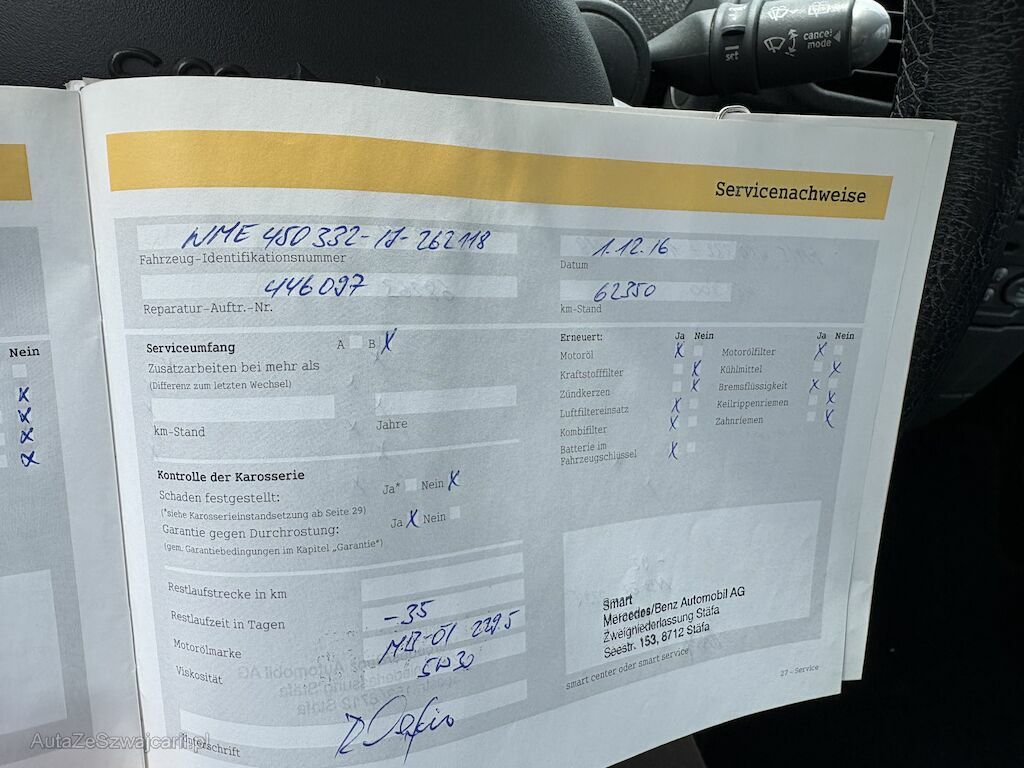 set
cancel
mode
Servicenachweise
Nein
WME 450 332-1J-262118
Fahrzeug-Identifikationsnummer
1.12.16
Datum
446097
Reparatur-Auftr.-Nr.
62350
km-Stand
Serviceumfang A B X
Zusatzarbeiten bei mehr als
(Differenz zum letzten Wechsel)
km-Stand Jahre
Kontrolle der Karosserie
Schaden festgestellt: Ja* Nein X
(*siehe Karosserieinstandsetzung ab Seite 29)
Garantie gegen Durchrostung: Ja X Nein
(gem. Garantiebedingungen im Kapitel „Garantie")
Restlaufstrecke in km
Restlaufzeit in Tagen -35
Motorölmarke MB-Öl 229.5
Viskosität 5W30
Unterschrift
Erneuert: Ja Nein Ja Nein
Motoröl X Motorölfilter X
Kraftstofffilter X Kühlmittel X
Zündkerzen X Bremsflüssigkeit X
Luftfiltereinsatz X Keilrippenriemen X
Kombifilter X Zahnriemen X
Batterie im
Fahrzeugschlüssel X
Smart
Mercedes/Benz Automobil AG
Zweigniederlassung Stäfa
Seestr. 153, 8712 Stäfa
smart center oder smart service
27 - Service
AutaZeSzwajcarii.pl